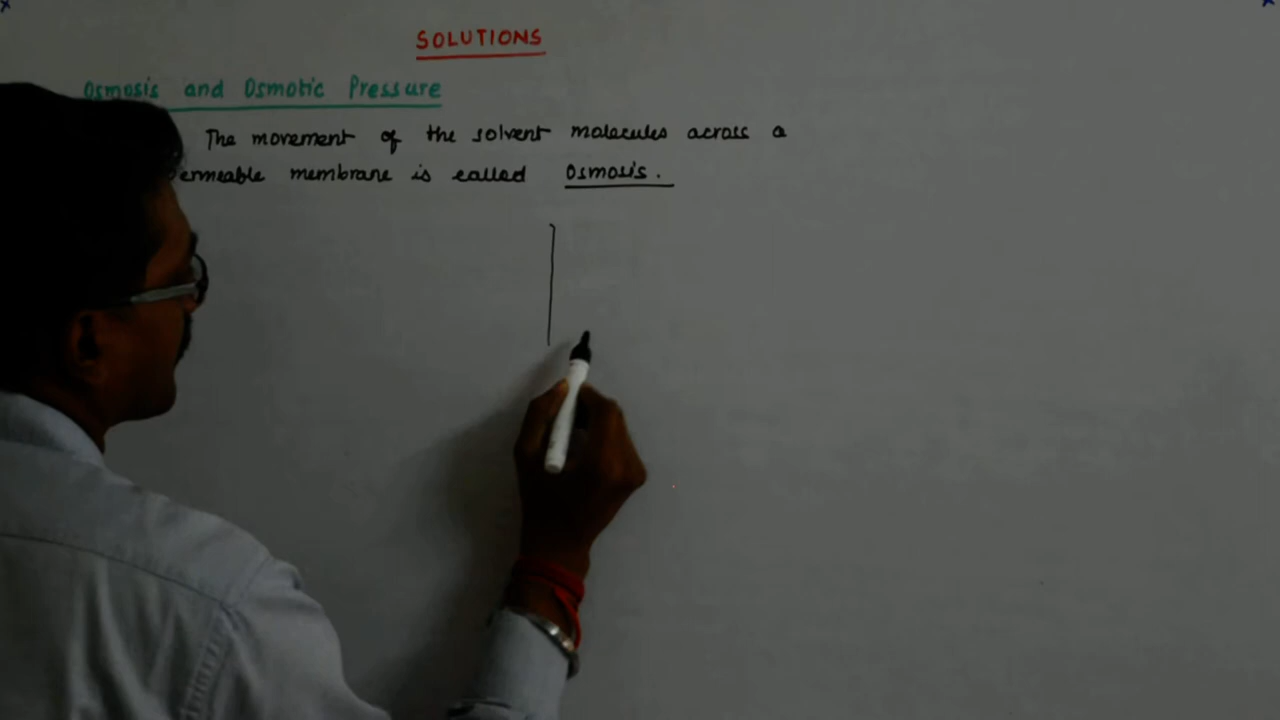 SOLUTIONS
Osmosis and Osmotic Pressure
The movement of the solvent molecules across a
ermeable membrane is called Osmosis.